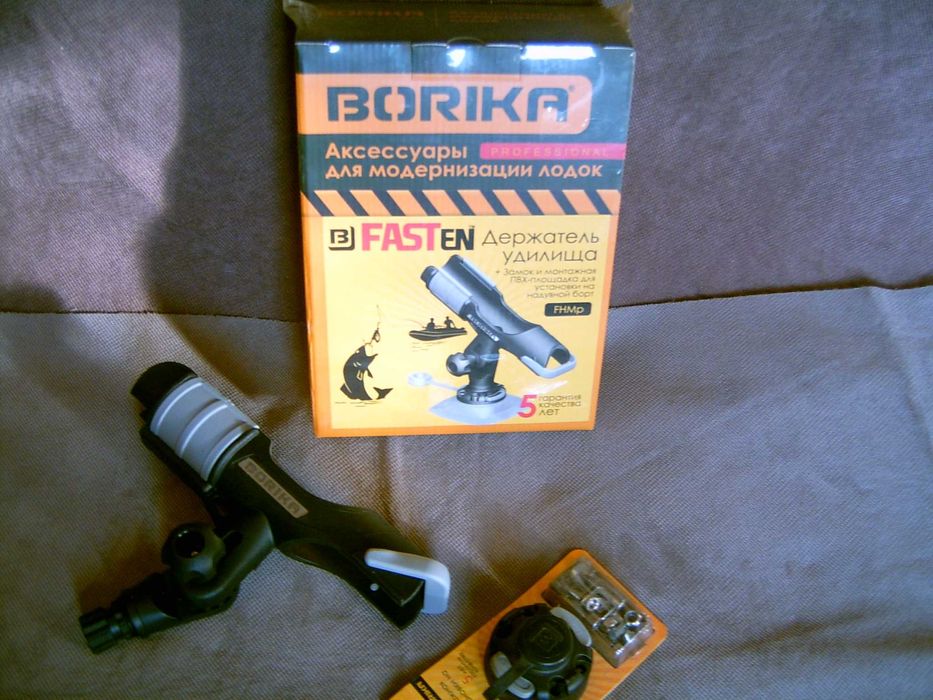 BORIKA
Аксессуары
PROFESSIONAL
для модернизации лодок
B FASTEN
Держатель
удилища
+ Замок и монтажная
ПВХ-площадка для
установки на
надувной борт
FHMp
5 гарантия
качества
лет
BORIKA
5